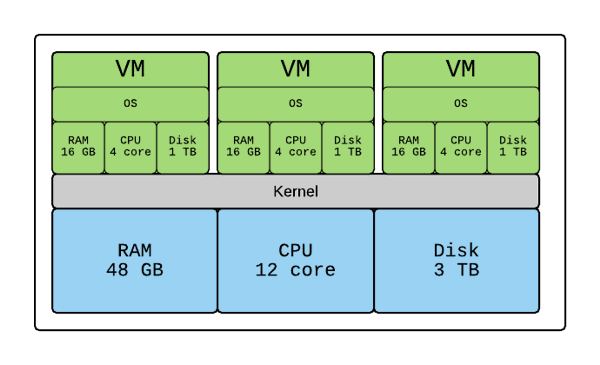 VM
VM
VM
OS
OS
OS
RAM
16 GB
CPU
4 core
Disk
1 TB
RAM
16 GB
CPU
4 core
Disk
1 TB
RAM
16 GB
CPU
4 core
Disk
1 TB
Kernel
RAM
48 GB
CPU
12 core
Disk
3 TB